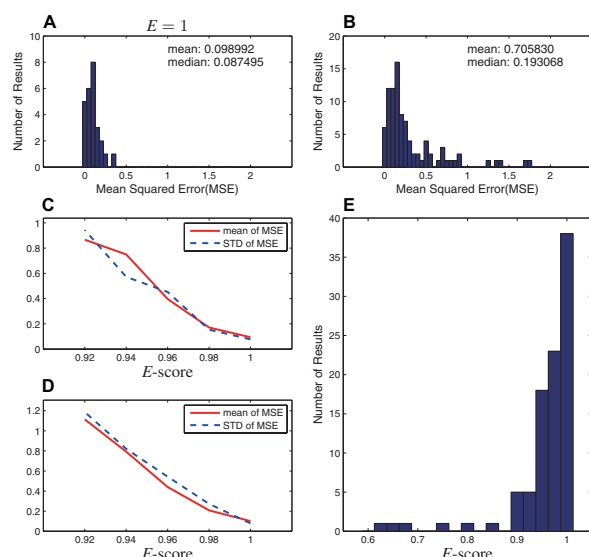 A
E = 1
mean: 0.098992
median: 0.087495
Number of Results
10
8
6
4
2
0
0
0.5
1
1.5
2
Mean Squared Error(MSE)
B
mean: 0.705830
median: 0.193068
Number of Results
20
15
10
5
0
0
0.5
1
1.5
2
Mean Squared Error(MSE)
C
mean of MSE
STD of MSE
1
0.8
0.6
0.4
0.2
0
0.92
0.94
0.96
0.98
1
E-score
D
mean of MSE
STD of MSE
1.2
1
0.8
0.6
0.4
0.2
0
0.92
0.94
0.96
0.98
1
E-score
E
Number of Results
40
35
30
25
20
15
10
5
0
0.6
0.7
0.8
0.9
1
E-score